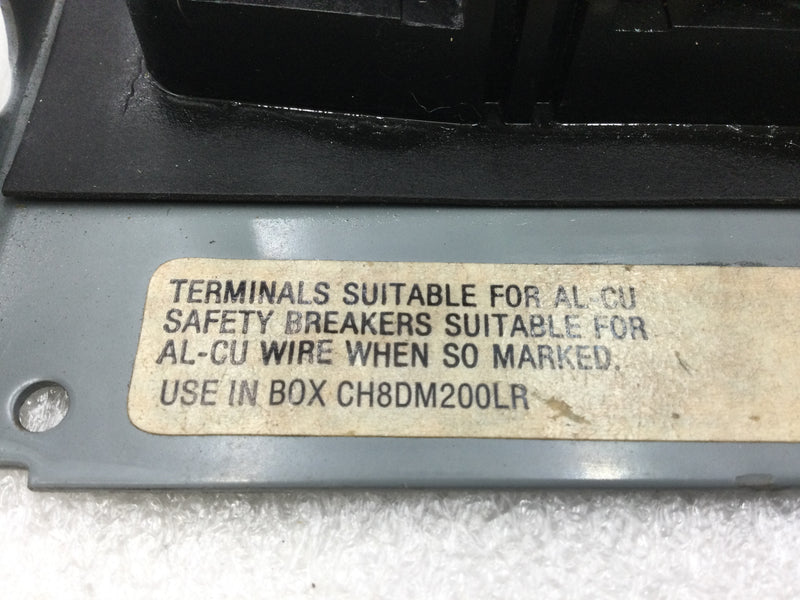 TERMINALS SUITABLE FOR AL-CU
SAFETY BREAKERS SUITABLE FOR
AL-CU WIRE WHEN SO MARKED.
USE IN BOX CH8DM200LR